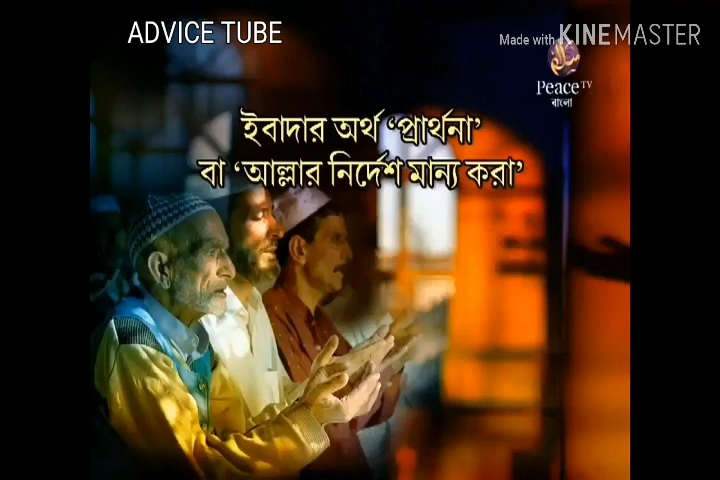 ADVICE TUBE
Made with KINEMASTER
Peace TV
বাংলা
ইবাদার অর্থ ‘প্রার্থনা’
বা ‘আল্লার নির্দেশ মান্য করা’